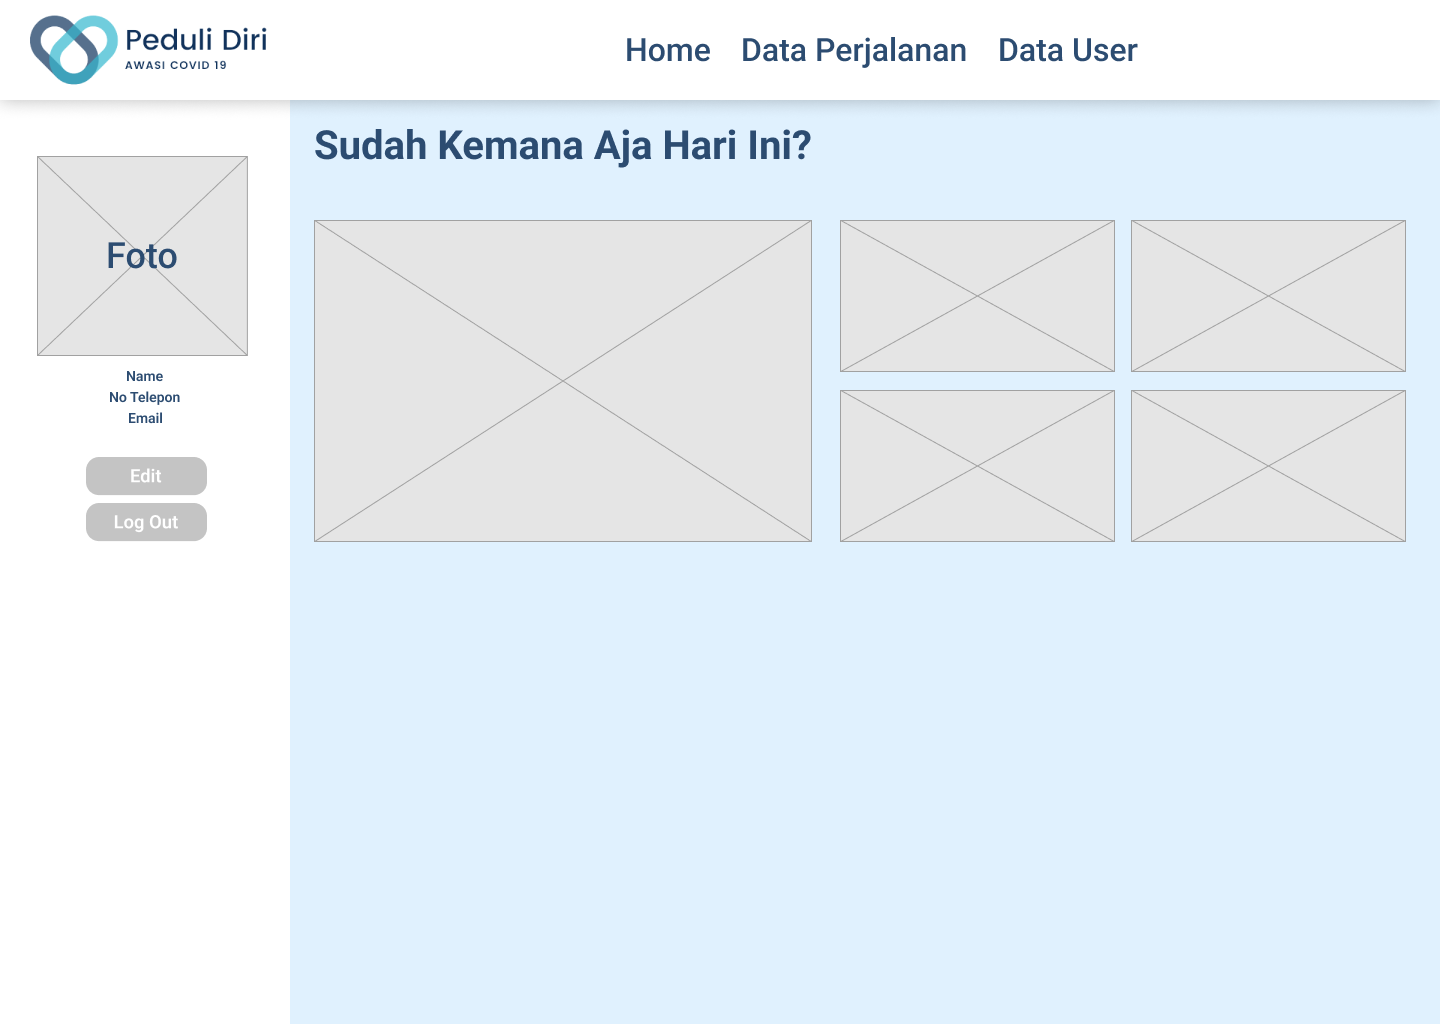 Peduli Diri
AWASI COVID 19
Home Data Perjalanan Data User
Sudah Kemana Aja Hari Ini?
Foto
Name
No Telepon
Email
Edit
Log Out